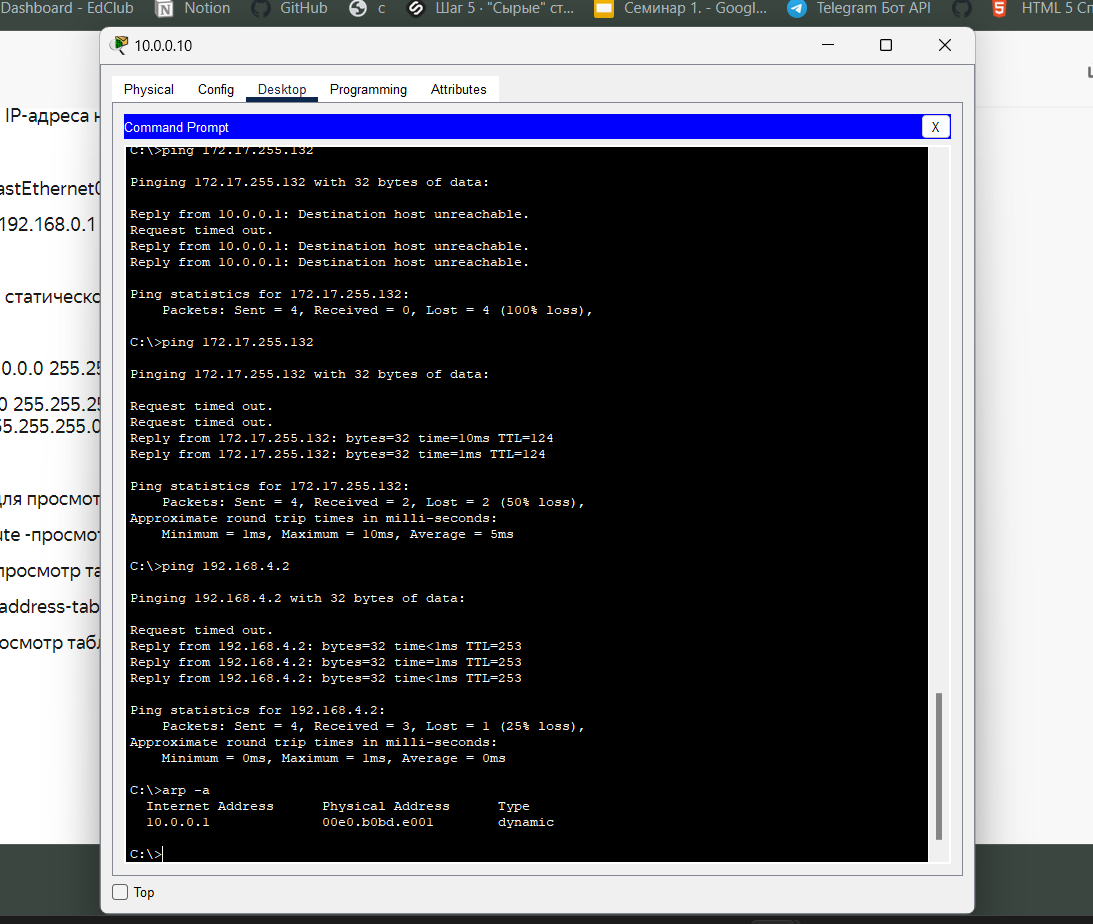 Dashboard - EdClub Notion GitHub с Шаг 5 · "Сырые" ст... Семинар 1. - Googl... Telegram Бот API HTML 5 Сп
10.0.0.10
Physical Config Desktop Programming Attributes
IP-адреса н
astEthernet0
192.168.0.1
статическо
0.0.0 255.25
0 255.255.25
55.255.255.0
для просмот
ute -просмот
просмотр та
address-tab
осмотр табл
Command Prompt X
C:\>ping 172.17.255.132
Pinging 172.17.255.132 with 32 bytes of data:
Reply from 10.0.0.1: Destination host unreachable.
Request timed out.
Reply from 10.0.0.1: Destination host unreachable.
Reply from 10.0.0.1: Destination host unreachable.
Ping statistics for 172.17.255.132:
Packets: Sent = 4, Received = 0, Lost = 4 (100% loss),
C:\>ping 172.17.255.132
Pinging 172.17.255.132 with 32 bytes of data:
Request timed out.
Request timed out.
Reply from 172.17.255.132: bytes=32 time=10ms TTL=124
Reply from 172.17.255.132: bytes=32 time=1ms TTL=124
Ping statistics for 172.17.255.132:
Packets: Sent = 4, Received = 2, Lost = 2 (50% loss),
Approximate round trip times in milli-seconds:
Minimum = 1ms, Maximum = 10ms, Average = 5ms
C:\>ping 192.168.4.2
Pinging 192.168.4.2 with 32 bytes of data:
Request timed out.
Reply from 192.168.4.2: bytes=32 time<1ms TTL=253
Reply from 192.168.4.2: bytes=32 time=1ms TTL=253
Reply from 192.168.4.2: bytes=32 time<1ms TTL=253
Ping statistics for 192.168.4.2:
Packets: Sent = 4, Received = 3, Lost = 1 (25% loss),
Approximate round trip times in milli-seconds:
Minimum = 0ms, Maximum = 1ms, Average = 0ms
C:\>arp -a
Internet Address Physical Address Type
10.0.0.1 00e0.b0bd.e001 dynamic
C:\>
Top